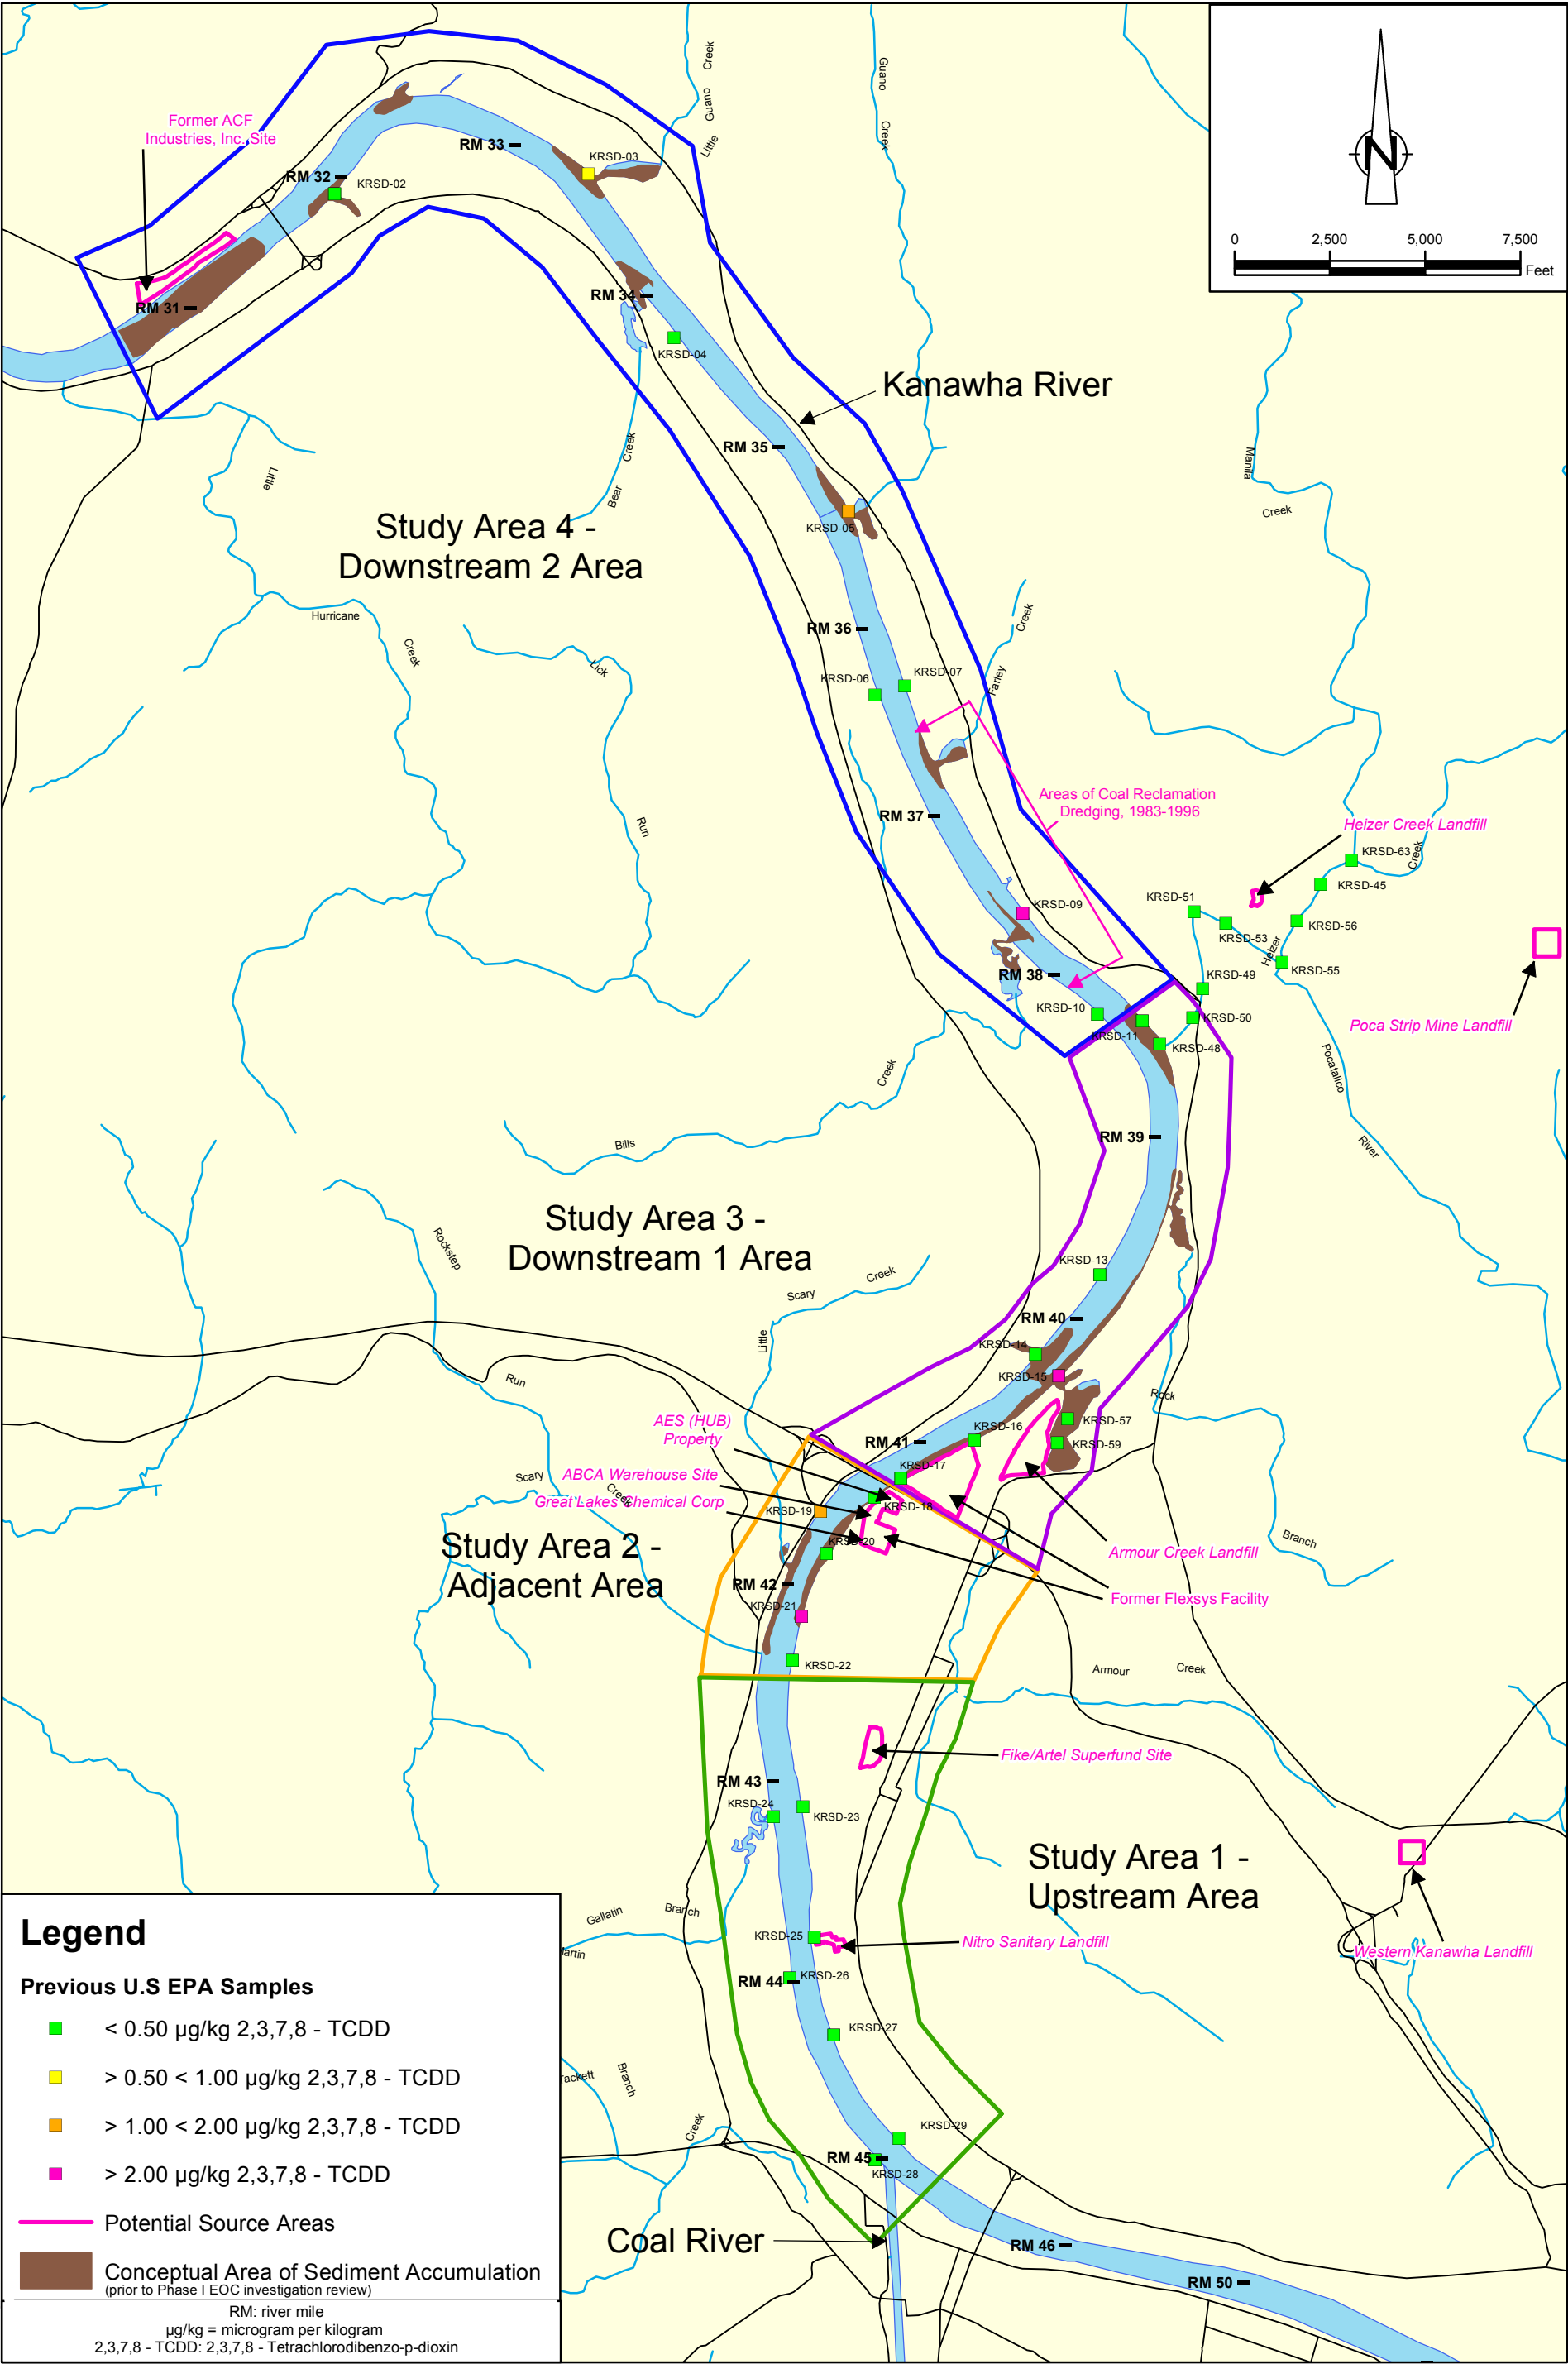 Former ACF
Industries, Inc. Site
RM 31
RM 32
KRSD-02
RM 33
KRSD-03
Little
Guano
Creek
Guano
Creek
N
0
2,500
5,000
7,500
Feet
RM 34
KRSD-04
Kanawha River
RM 35
Bear
Creek
Little
Hurricane
Creek
Study Area 4 -
Downstream 2 Area
KRSD-05
Manila
Creek
RM 36
KRSD-06
KRSD-07
Farley
Creek
Lick
Run
Areas of Coal Reclamation
Dredging, 1983-1996
RM 37
Heizer Creek Landfill
KRSD-63
Creek
KRSD-45
KRSD-51
KRSD-56
KRSD-53
Heizer
KRSD-55
KRSD-09
RM 38
KRSD-49
KRSD-10
KRSD-50
KRSD-11
KRSD-48
Poca Strip Mine Landfill
Pocatalico
River
Bills
Creek
RM 39
Study Area 3 -
Downstream 1 Area
Rockstep
Run
Little
Scary
Creek
KRSD-13
RM 40
KRSD-14
KRSD-15
Rock
Branch
KRSD-57
KRSD-16
KRSD-59
RM 41
AES (HUB)
Property
KRSD-17
ABCA Warehouse Site
Great Lakes Chemical Corp
KRSD-18
KRSD-19
KRSD-20
Scary
Creek
Study Area 2 -
Adjacent Area
Armour Creek Landfill
Former Flexsys Facility
RM 42
KRSD-21
KRSD-22
Armour
Creek
Fike/Artel Superfund Site
RM 43
KRSD-24
KRSD-23
Study Area 1 -
Upstream Area
Gallatin
Branch
KRSD-25
Nitro Sanitary Landfill
Western Kanawha Landfill
KRSD-26
RM 44
KRSD-27
Martin
Tackett
Branch
Creek
KRSD-29
RM 45
KRSD-28
Coal River
RM 46
RM 50
Legend
Previous U.S EPA Samples
< 0.50 µg/kg 2,3,7,8 - TCDD
> 0.50 < 1.00 µg/kg 2,3,7,8 - TCDD
> 1.00 < 2.00 µg/kg 2,3,7,8 - TCDD
> 2.00 µg/kg 2,3,7,8 - TCDD
Potential Source Areas
Conceptual Area of Sediment Accumulation
(prior to Phase I EOC investigation review)
RM: river mile
µg/kg = microgram per kilogram
2,3,7,8 - TCDD: 2,3,7,8 - Tetrachlorodibenzo-p-dioxin